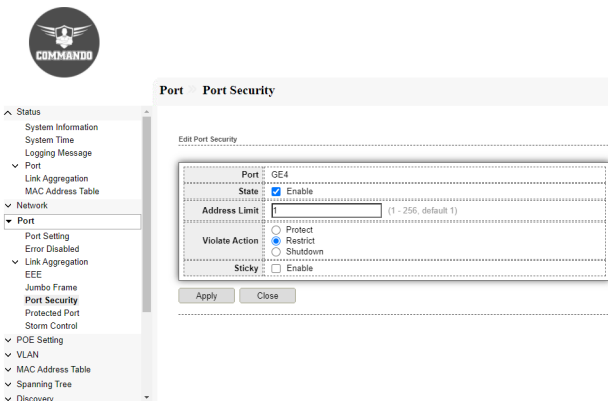 COMMANDO
Port » Port Security
Status
System Information
System Time
Logging Message
Port
Link Aggregation
MAC Address Table
Network
Port
Port Setting
Error Disabled
Link Aggregation
EEE
Jumbo Frame
Port Security
Protected Port
Storm Control
POE Setting
VLAN
MAC Address Table
Spanning Tree
Discovery
Edit Port Security
Port GE4
State Enable
Address Limit 1 (1 - 256, default 1)
Protect
Violate Action Restrict
Shutdown
Sticky Enable
Apply Close